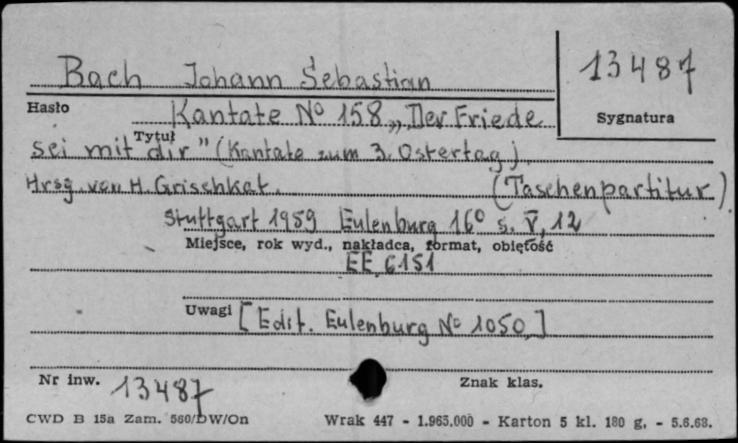 Bach Johann Sebastian
13487
Hasło
Kantate No 158 „Der Friede
Sygnatura
Tytuł
sei mit dir" (Kantate zum 3. Ostertag)
Hrsg. von H. Grischkat. (Taschenpartitur).
Stuttgart 1959 Eulenburg 16° s. V, 12
Miejsce, rok wyd., nakładca, format, objętość
EE 6151
Uwagi [Edit. Eulenburg No 1050]
Nr inw. 13487
Znak klas.
CWD B 15a Zam. 560/DW/On Wrak 447 - 1.965.000 - Karton 5 kl. 180 g. - 5.6.68.